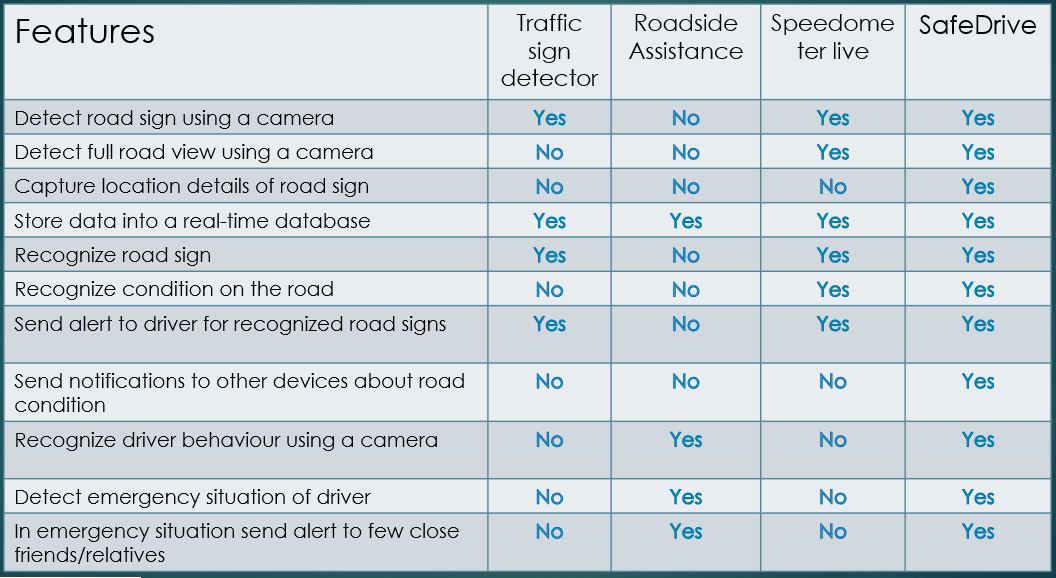 Features Traffic sign detector Roadside Assistance Speedome ter live SafeDrive
Detect road sign using a camera Yes No Yes Yes
Detect full road view using a camera No No Yes Yes
Capture location details of road sign No No No Yes
Store data into a real-time database Yes Yes Yes Yes
Recognize road sign Yes No Yes Yes
Recognize condition on the road No No Yes Yes
Send alert to driver for recognized road signs Yes No Yes Yes
Send notifications to other devices about road No No No Yes
condition
Recognize driver behaviour using a camera No Yes No Yes
Detect emergency situation of driver No Yes No Yes
In emergency situation send alert to few close No Yes No Yes
friends/relatives